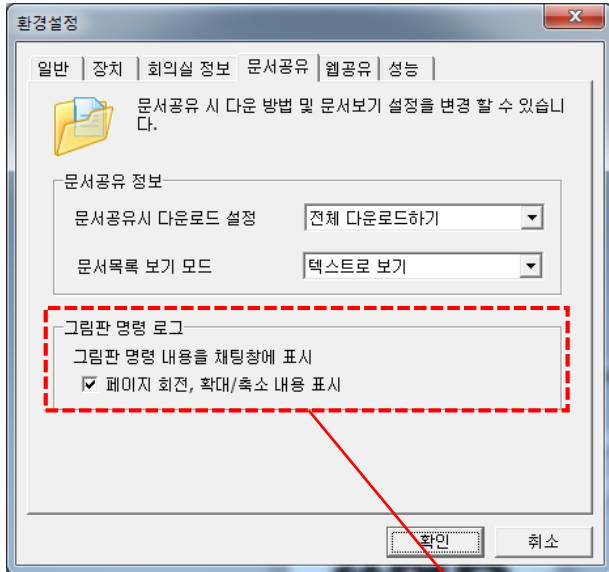 환경설정
일반 장치 회의실 정보 문서공유 웹공유 성능
문서공유 시 다운 방법 및 문서보기 설정을 변경 할 수 있습니
다.
문서공유 정보
문서공유시 다운로드 설정 전체 다운로드하기
문서목록 보기 모드 텍스트로 보기
그림판 명령 로그
그림판 명령 내용을 채팅창에 표시
페이지 회전, 확대/축소 내용 표시
확인 취소